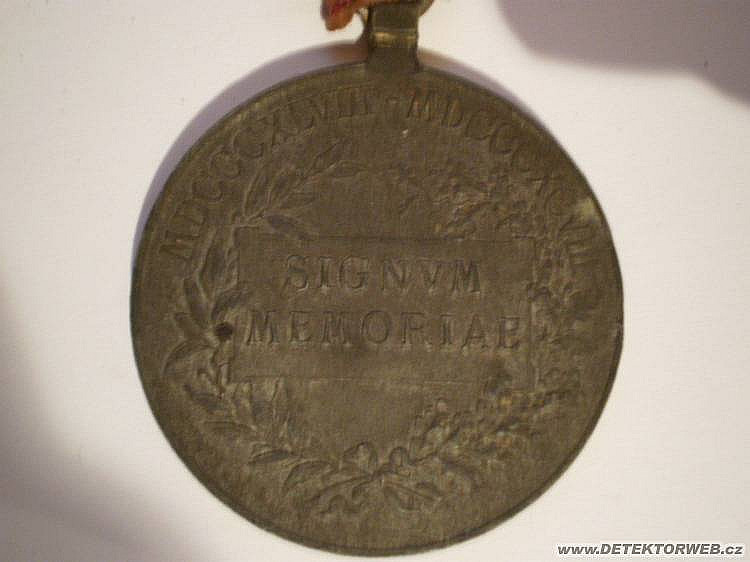 MDCCCXLVIII • MDCCCXCVIII
SIGNVM
MEMORIAE
www.DETEKTORWEB.cz